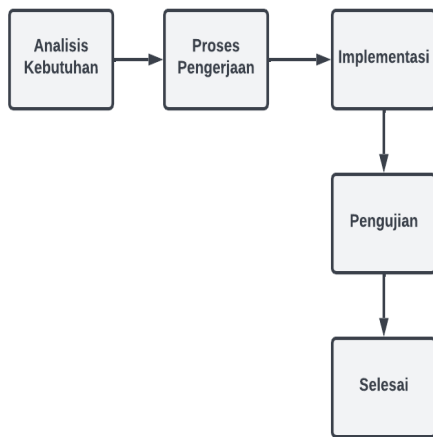 Analisis
Kebutuhan
Proses
Pengerjaan
Implementasi
Pengujian
Selesai